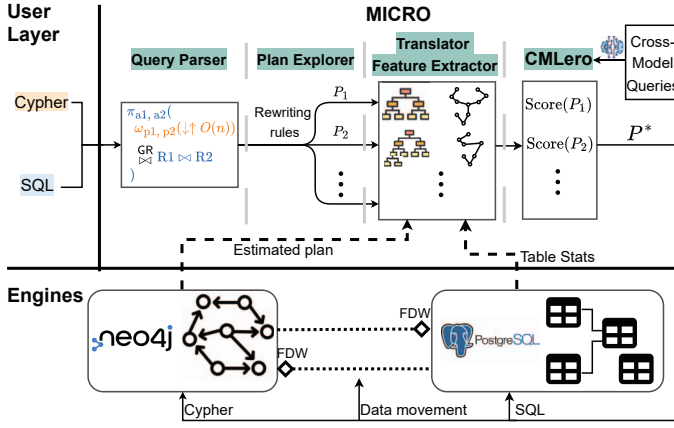 User
Layer
MICRO
Query Parser
Plan Explorer
Translator
Feature Extractor
CMLero
Cross-
Model
Queries
Cypher
SQL
π a1, a2(
ω p1, p2 (↓↑ O(n))
GR
⋈ R1 ⋈ R2
)
Rewriting
rules
P1
P2
⋮
⋮
Score(P1)
Score(P2)
⋮
P*
Estimated plan
Table Stats
Engines
neo4j
FDW
FDW
PostgreSQL
Cypher
Data movement
SQL